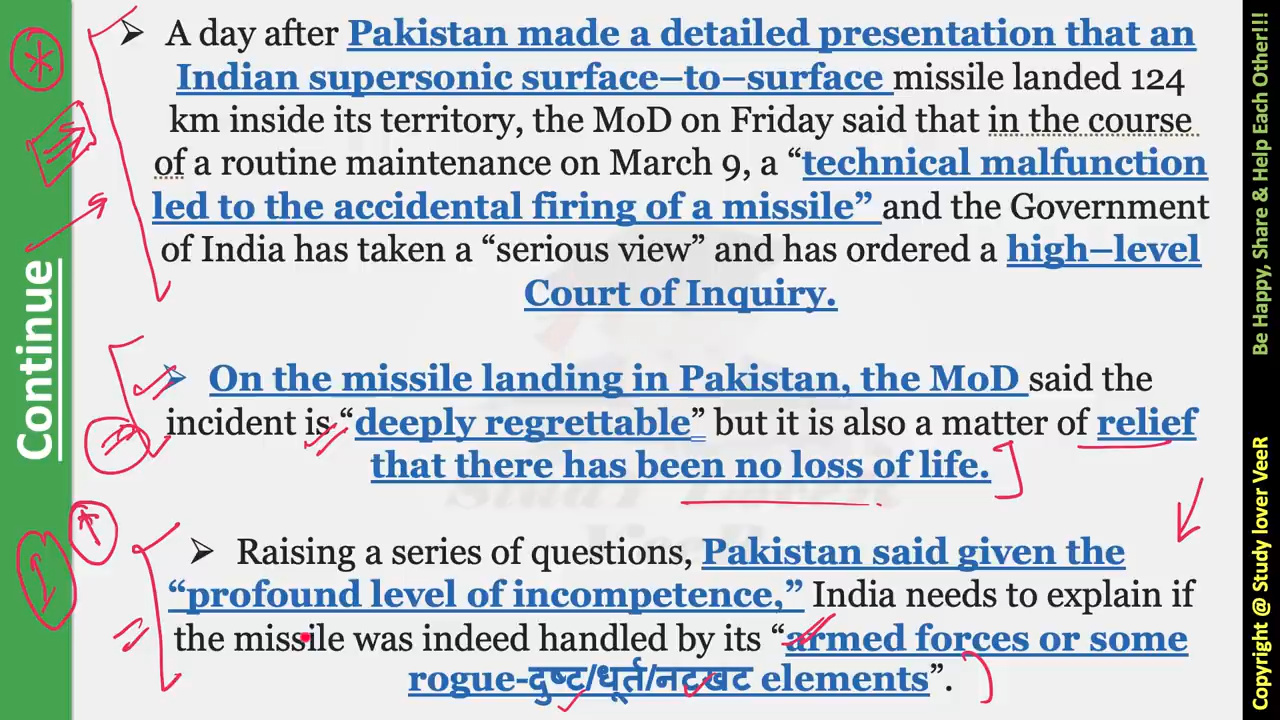 ➢ A day after Pakistan made a detailed presentation that an
Indian supersonic surface–to–surface missile landed 124
km inside its territory, the MoD on Friday said that in the course
of a routine maintenance on March 9, a “technical malfunction
led to the accidental firing of a missile” and the Government
of India has taken a “serious view” and has ordered a high–level
Court of Inquiry.
➢ On the missile landing in Pakistan, the MoD said the
incident is “deeply regrettable” but it is also a matter of relief
that there has been no loss of life.
➢ Raising a series of questions, Pakistan said given the
“profound level of incompetence,” India needs to explain if
the missile was indeed handled by its “armed forces or some
rogue-दुष्ट/धूर्त/नटखट elements”.
Continue
Be Happy, Share & Help Each Other!!!
Copyright @ Study lover VeeR